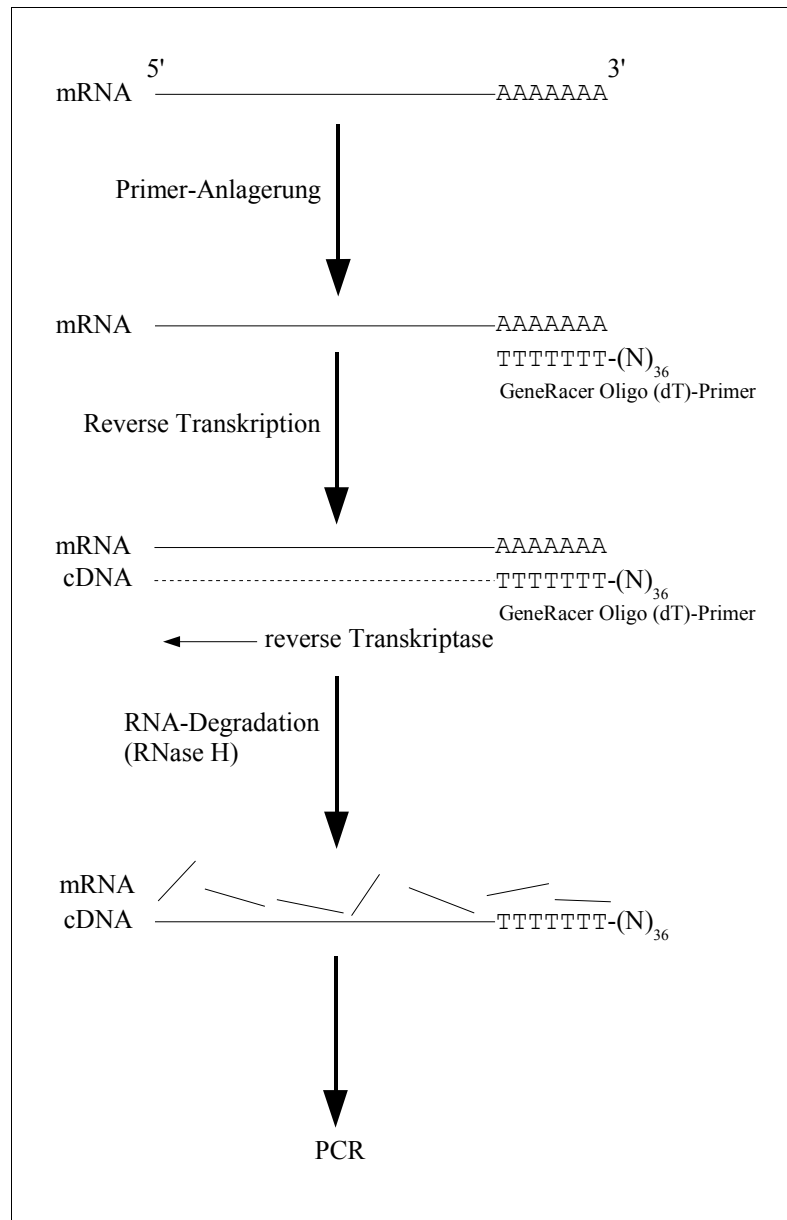 5' 3'
mRNA AAAAAAA
Primer-Anlagerung
mRNA AAAAAAA
TTTTTTT-(N)36
GeneRacer Oligo (dT)-Primer
Reverse Transkription
mRNA AAAAAAA
cDNA TTTTTTT-(N)36
GeneRacer Oligo (dT)-Primer
reverse Transkriptase
RNA-Degradation
(RNase H)
mRNA
cDNA TTTTTTT-(N)36
PCR